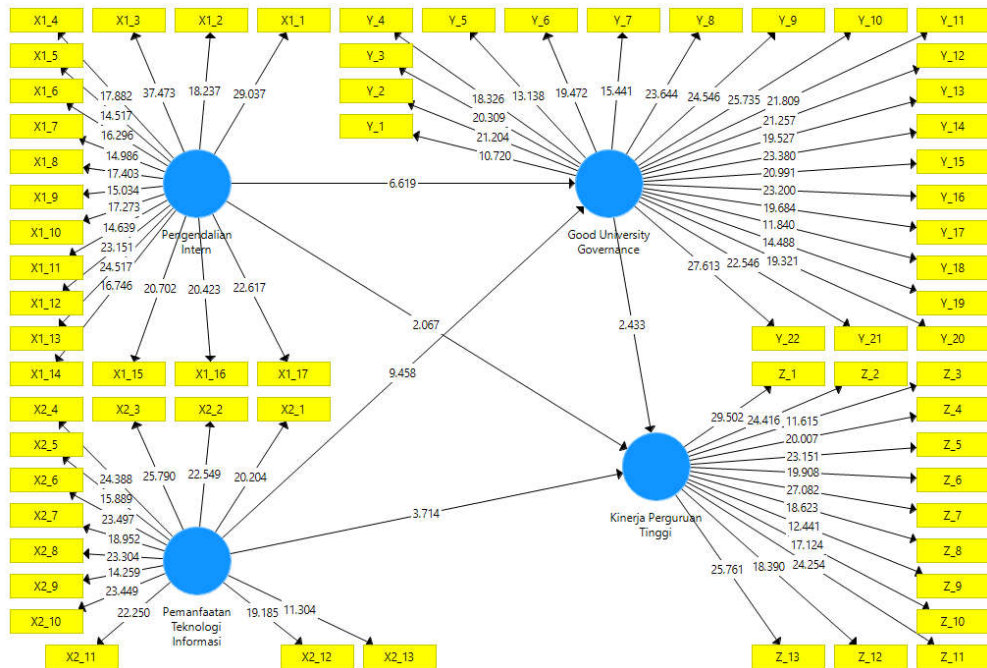 X1_4 X1_3 X1_2 X1_1 Y_4 Y_5 Y_6 Y_7 Y_8 Y_9 Y_10 Y_11
X1_5
Y_3
Y_12
X1_6
Y_2
Y_13
X1_7
Y_1
Y_14
X1_8
Y_15
X1_9
Y_16
X1_10
Y_17
X1_11
Y_18
X1_12
Y_19
X1_13
Y_22 Y_21 Y_20
X1_14 X1_15 X1_16 X1_17
17.882
37.473
18.237
29.037
14.517
16.296
14.986
17.403
15.034
17.273
14.639
23.151
24.517
16.746
20.702
20.423
22.617
Pengendalian
Intern
18.326
13.138
19.472
15.441
23.644
24.546
25.735
21.809
20.309
21.204
10.720
21.257
19.527
23.380
20.991
23.200
19.684
11.840
14.488
19.321
22.546
27.613
Good University
Governance
6.619
2.067
9.458
2.433
3.714
X2_4 X2_3 X2_2 X2_1
X2_5
X2_6
X2_7
X2_8
X2_9
X2_10
X2_11 X2_12 X2_13
24.388
25.790
22.549
20.204
15.889
23.497
18.952
23.304
14.259
23.449
22.250
19.185
11.304
Pemanfaatan
Teknologi
Informasi
Z_1 Z_2 Z_3
Z_4
Z_5
Z_6
Z_7
Z_8
Z_9
Z_10
Z_13 Z_12 Z_11
29.502
24.416
11.615
20.007
23.151
19.908
27.082
18.623
12.441
17.124
24.254
18.390
25.761
Kinerja Perguruan
Tinggi